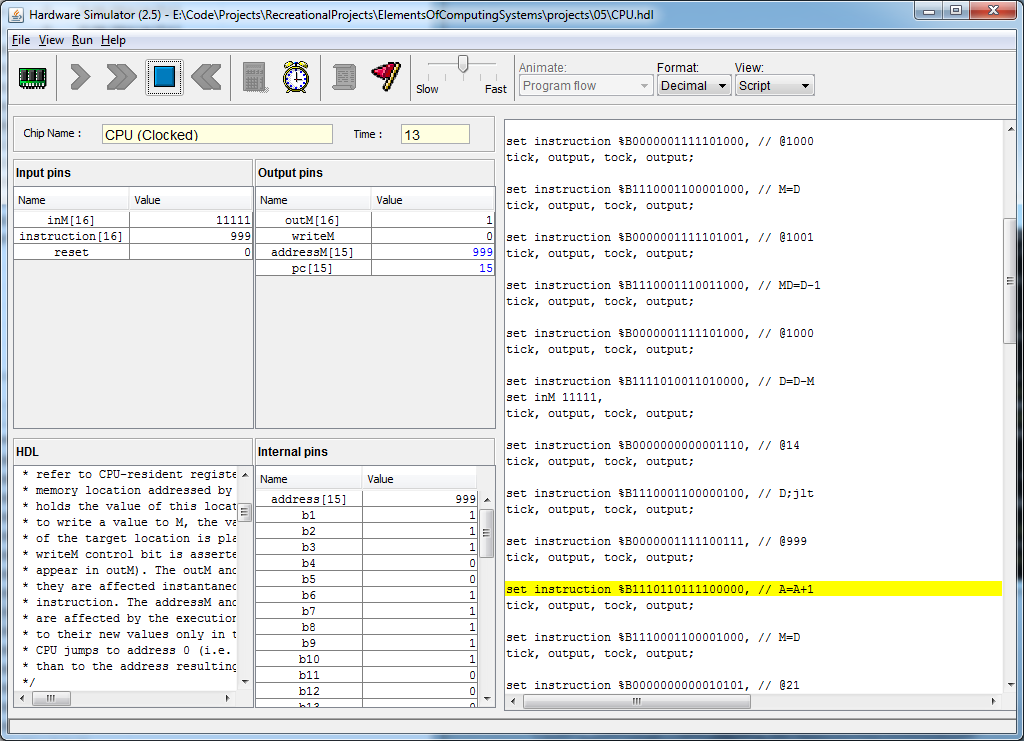 Hardware Simulator (2.5) - E:\Code\Projects\RecreationalProjects\ElementsOfComputingSystems\projects\05\CPU.hdl
File View Run Help
Slow Fast
Animate:
Program flow
Format:
Decimal
View:
Script
Chip Name :
CPU (Clocked)
Time :
13
Input pins
Name Value
inM[16] 11111
instruction[16] 999
reset 0
Output pins
Name Value
outM[16] 1
writeM 0
addressM[15] 999
pc[15] 15
HDL
* refer to CPU-resident registe
* memory location addressed by
* holds the value of this locat
* to write a value to M, the va
* of the target location is pla
* writeM control bit is asserte
* appear in outM). The outM and
* they are affected instantaned
* instruction. The addressM and
* are affected by the execution
* to their new values only in t
* CPU jumps to address 0 (i.e.
* than to the address resulting
*/
Internal pins
Name Value
address[15] 999
b1 1
b2 1
b3 1
b4 0
b5 0
b6 1
b7 1
b8 1
b9 1
b10 1
b11 0
b12 0
b13 0
set instruction %B0000001111101000, // @1000
tick, output, tock, output;
set instruction %B1110001100001000, // M=D
tick, output, tock, output;
set instruction %B0000001111101001, // @1001
tick, output, tock, output;
set instruction %B1110001110011000, // MD=D-1
tick, output, tock, output;
set instruction %B0000001111101000, // @1000
tick, output, tock, output;
set instruction %B1111010011010000, // D=D-M
set inM 11111,
tick, output, tock, output;
set instruction %B0000000000001110, // @14
tick, output, tock, output;
set instruction %B1110001100000100, // D;jlt
tick, output, tock, output;
set instruction %B0000001111100111, // @999
tick, output, tock, output;
set instruction %B1110110111100000, // A=A+1
tick, output, tock, output;
set instruction %B1110001100001000, // M=D
tick, output, tock, output;
set instruction %B0000000000010101, // @21